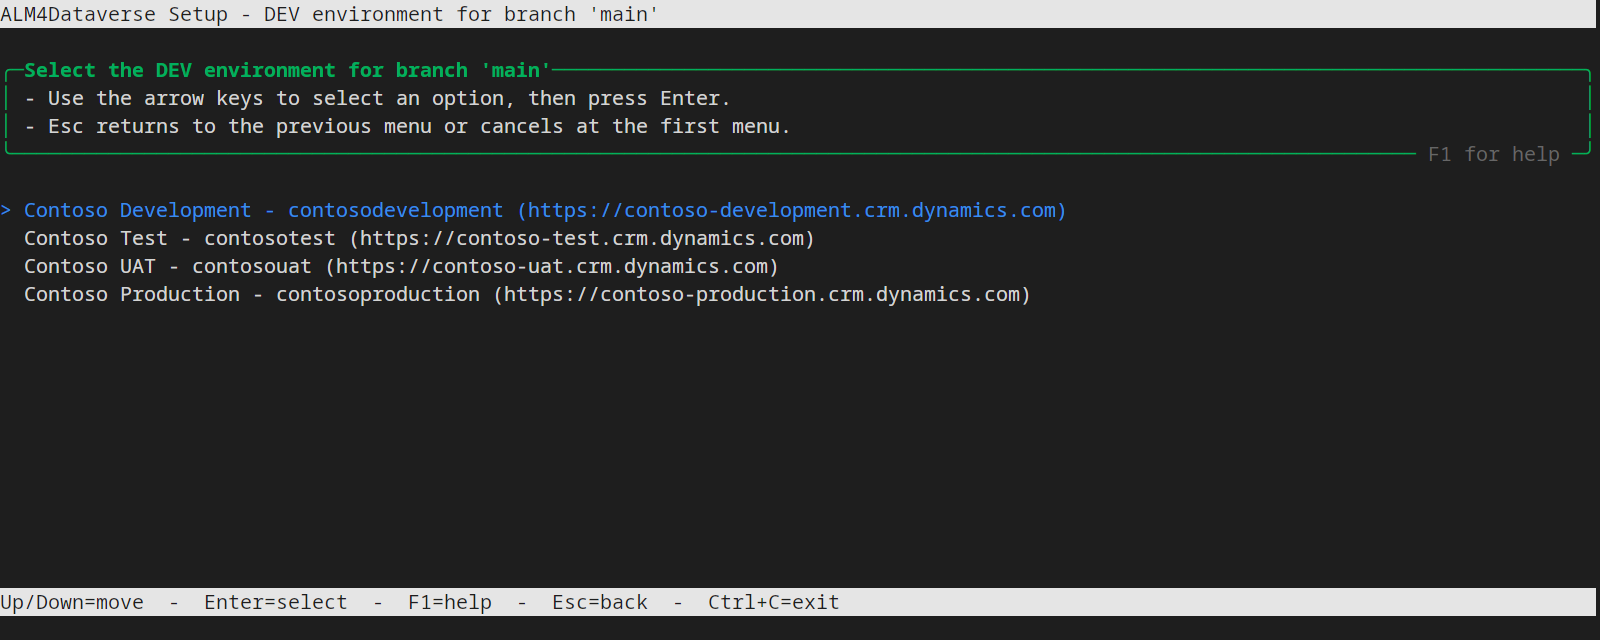 ALM4Dataverse Setup - DEV environment for branch 'main'
Select the DEV environment for branch 'main'
- Use the arrow keys to select an option, then press Enter.
- Esc returns to the previous menu or cancels at the first menu.
F1 for help
> Contoso Development - contosodevelopment (https://contoso-development.crm.dynamics.com)
Contoso Test - contosotest (https://contoso-test.crm.dynamics.com)
Contoso UAT - contosouat (https://contoso-uat.crm.dynamics.com)
Contoso Production - contosoproduction (https://contoso-production.crm.dynamics.com)
Up/Down=move  -  Enter=select  -  F1=help  -  Esc=back  -  Ctrl+C=exit